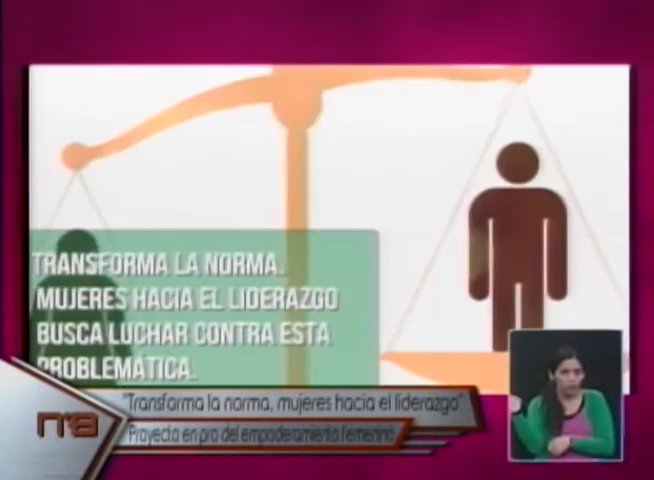 TRANSFORMA LA NORMA.
MUJERES HACIA EL LIDERAZGO
BUSCA LUCHAR CONTRA ESTA
PROBLEMÁTICA.
"Transforma la norma, mujeres hacia el liderazgo"
Proyecto en pro del empoderamiento femenino